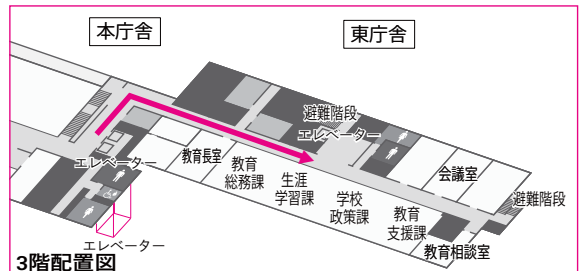 本庁舎
東庁舎
避難階段
エレベーター
エレベーター
教育長室
教育
総務課
生涯
学習課
学校
政策課
教育
支援課
会議室
避難階段
教育相談室
エレベーター
3階配置図